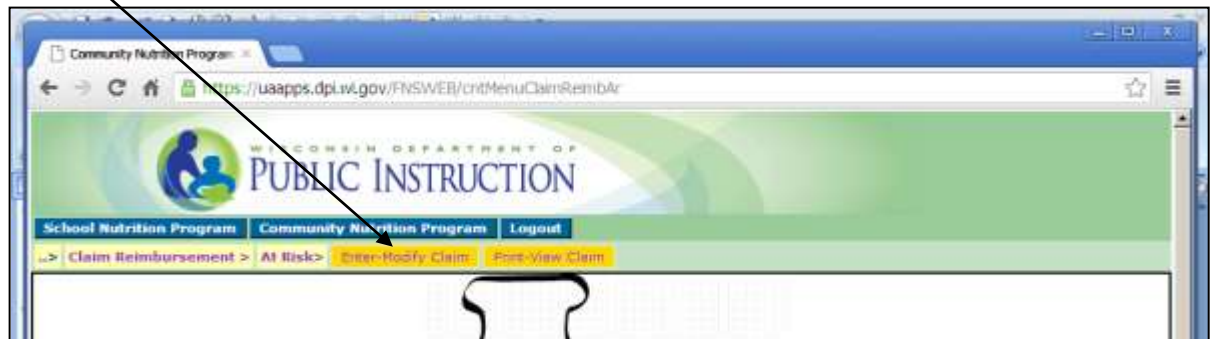 Community Nutrition Program
https://uaapps.dpi.wi.gov/FNSWEB/cntMenuClaimReimbAr
WISCONSIN DEPARTMENT OF
PUBLIC INSTRUCTION
School Nutrition Program Community Nutrition Program Logout
..> Claim Reimbursement > At Risk> Enter-Modify Claim Print-View Claim